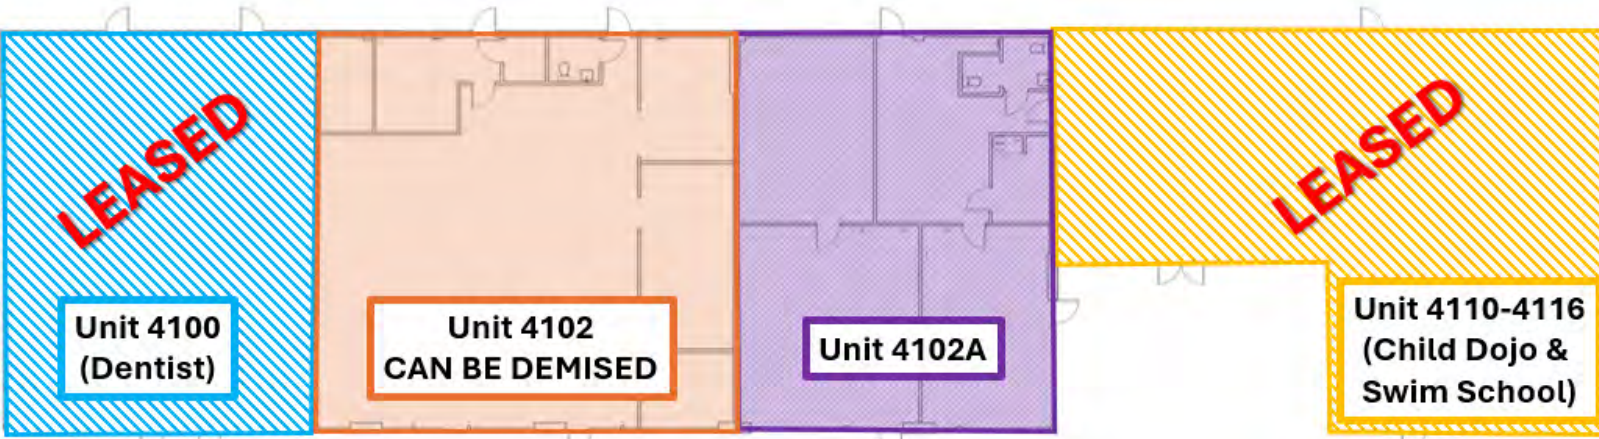 LEASED
Unit 4100
(Dentist)
Unit 4102
CAN BE DEMISED
Unit 4102A
LEASED
Unit 4110-4116
(Child Dojo &
Swim School)